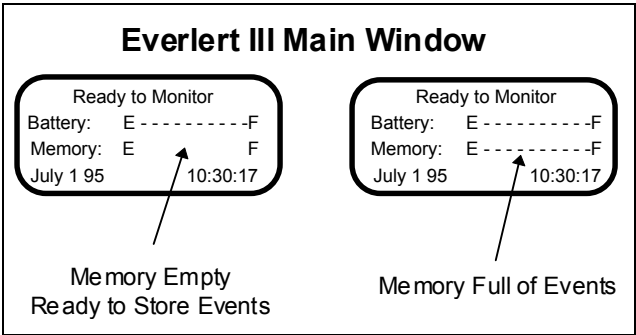 Everlert III Main Window
Ready to Monitor
Battery: E - - - - - - - - - -F
Memory: E F
July 1 95 10:30:17
Memory Empty
Ready to Store Events
Ready to Monitor
Battery: E - - - - - - - - - -F
Memory: E - - - - - - - - - -F
July 1 95 10:30:17
Memory Full of Events